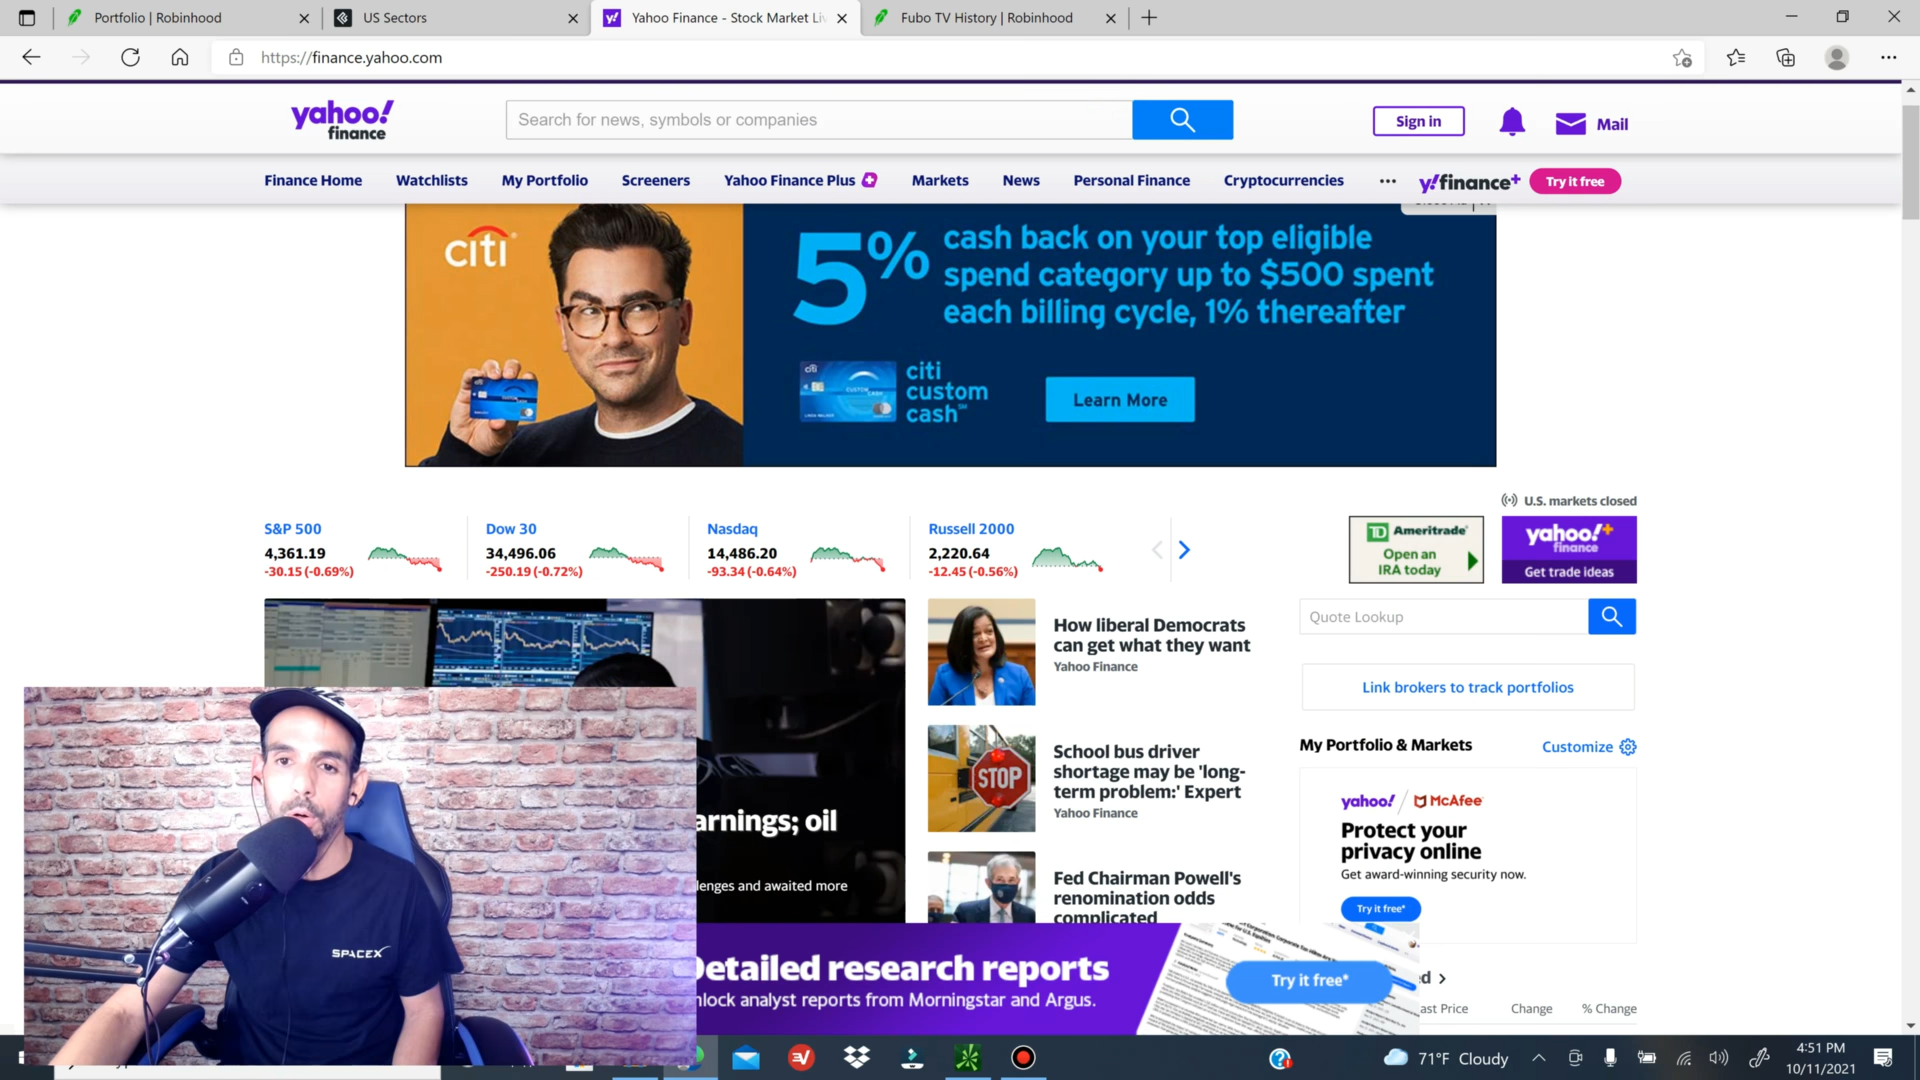 Portfolio | Robinhood
US Sectors
Yahoo Finance - Stock Market Li
Fubo TV History | Robinhood
https://finance.yahoo.com
yahoo!
finance
Search for news, symbols or companies
Sign in
Mail
Finance Home
Watchlists
My Portfolio
Screeners
Yahoo Finance Plus
Markets
News
Personal Finance
Cryptocurrencies
y!finance+
Try it free
citi
5%
cash back on your top eligible
spend category up to $500 spent
each billing cycle, 1% thereafter
citi
custom
cash
Learn More
U.S. markets closed
S&P 500
4,361.19
-30.15 (-0.69%)
Dow 30
34,496.06
-250.19 (-0.72%)
Nasdaq
14,486.20
-93.34 (-0.64%)
Russell 2000
2,220.64
-12.45 (-0.56%)
TD Ameritrade
Open an
IRA today
yahoo!+
finance
Get trade ideas
How liberal Democrats
can get what they want
Yahoo Finance
Quote Lookup
Link brokers to track portfolios
School bus driver
shortage may be 'long-
term problem:' Expert
Yahoo Finance
STOP
My Portfolio & Markets
Customize
yahoo! / McAfee
Protect your
privacy online
Get award-winning security now.
Try it free*
arnings; oil
lenges and awaited more
Fed Chairman Powell's
renomination odds
complicated
SPACEX
Detailed research reports
nlock analyst reports from Morningstar and Argus.
Try it free*
d
ast Price
Change
% Change
71°F Cloudy
4:51 PM
10/11/2021